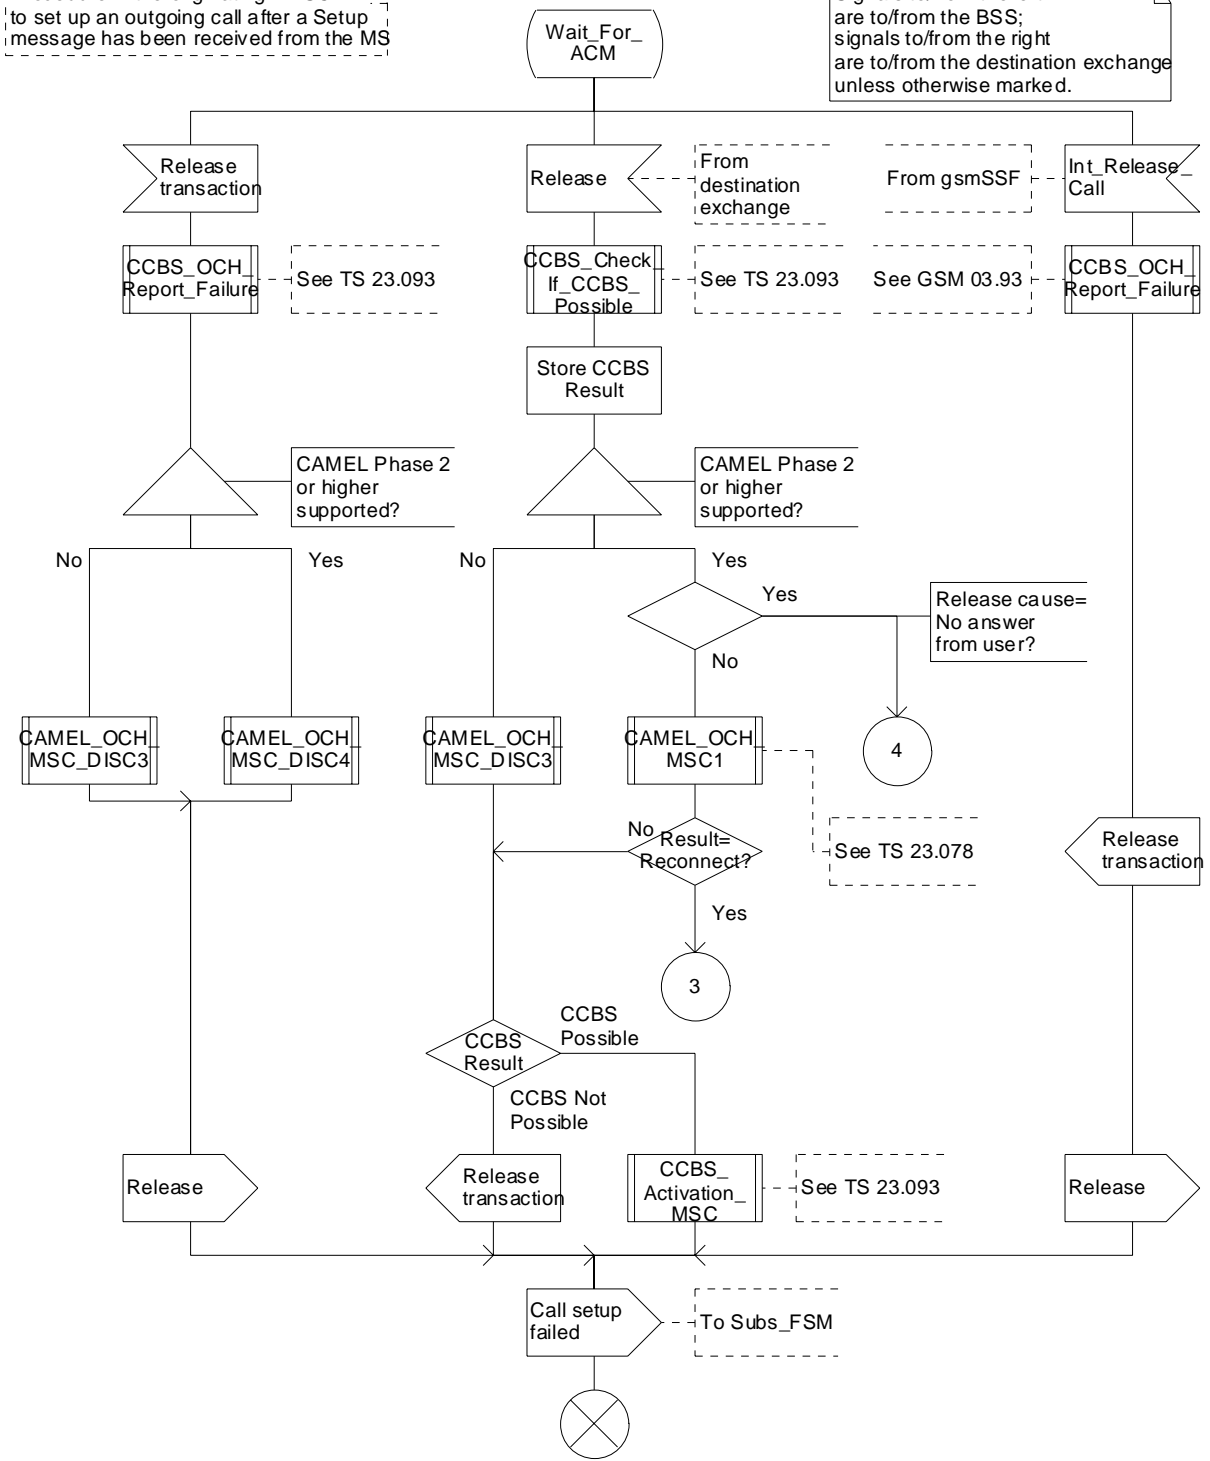 to set up an outgoing call after a Setup
message has been received from the MS
Wait_For_
ACM
are to/from the BSS;
signals to/from the right
are to/from the destination exchange
unless otherwise marked.
Release
transaction
Release
From
destination
exchange
From gsmSSF
Int_Release_
Call
CCBS_OCH_
Report_Failure
See TS 23.093
CCBS_Check_
If_CCBS_
Possible
See TS 23.093
See GSM 03.93
CCBS_OCH_
Report_Failure
Store CCBS
Result
CAMEL Phase 2
or higher
supported?
CAMEL Phase 2
or higher
supported?
No
Yes
No
Yes
Yes
Release cause=
No answer
from user?
No
CAMEL_OCH_
MSC_DISC3
CAMEL_OCH_
MSC_DISC4
CAMEL_OCH_
MSC_DISC3
CAMEL_OCH_
MSC1
4
No
Result=
Reconnect?
See TS 23.078
Release
transaction
Yes
3
CCBS
Possible
CCBS
Result
CCBS Not
Possible
Release
Release
transaction
CCBS_
Activation_
MSC
See TS 23.093
Release
Call setup
failed
To Subs_FSM